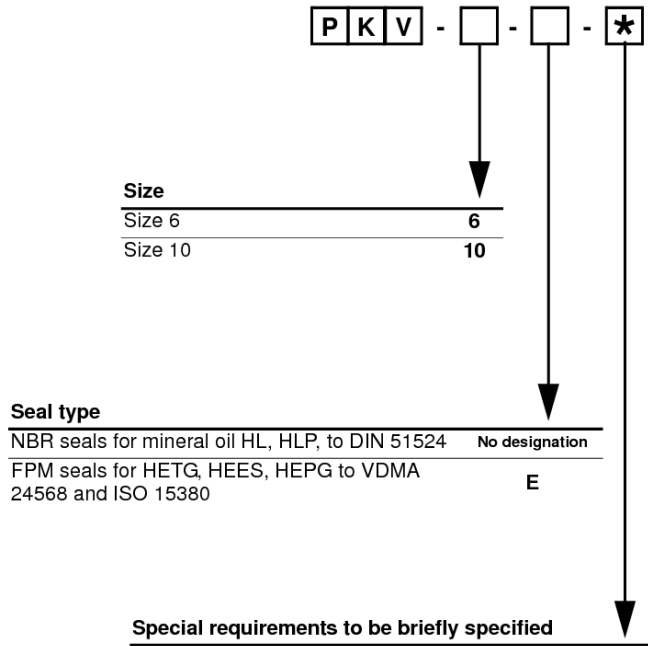 P K V - □ - □ - *
Size
Size 6 6
Size 10 10
Seal type
NBR seals for mineral oil HL, HLP, to DIN 51524 No designation
FPM seals for HETG, HEES, HEPG to VDMA
24568 and ISO 15380 E
Special requirements to be briefly specified